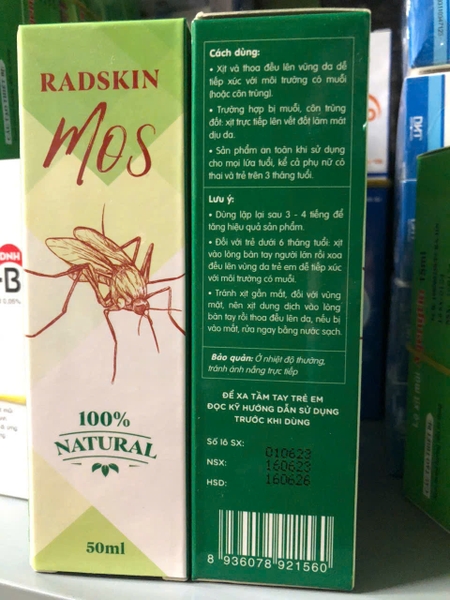 RADSKIN
Mos
100%
NATURAL
50ml
Cách dùng:
• Xịt và thoa đều lên vùng da dễ
tiếp xúc với môi trường có muỗi
(hoặc côn trùng).
• Trường hợp bị muỗi, côn trùng
đốt: xịt trực tiếp lên vết đốt làm mát
dịu da.
• Sản phẩm an toàn khi sử dụng
cho mọi lứa tuổi, kể cả phụ nữ có
thai và trẻ trên 3 tháng tuổi.
Lưu ý:
• Dùng lặp lại sau 3 - 4 tiếng để
tăng hiệu quả sản phẩm.
• Đối với trẻ dưới 6 tháng tuổi: xịt
vào lòng bàn tay người lớn rồi xoa
đều lên vùng da trẻ em dễ tiếp xúc
với môi trường có muỗi.
• Tránh xịt gần mắt, đối với vùng
mặt, nên xịt dung dịch vào lòng
bàn tay rồi thoa đều lên da, nếu bị
vào mắt, rửa ngay bằng nước sạch.
Bảo quản: Ở nhiệt độ thường,
tránh ánh nắng trực tiếp
ĐỂ XA TẦM TAY TRẺ EM
ĐỌC KỸ HƯỚNG DẪN SỬ DỤNG
TRƯỚC KHI DÙNG
Số lô SX: 010623
NSX: 160623
HSD: 160626
8 936078 921560
DNH
-B
0.05%